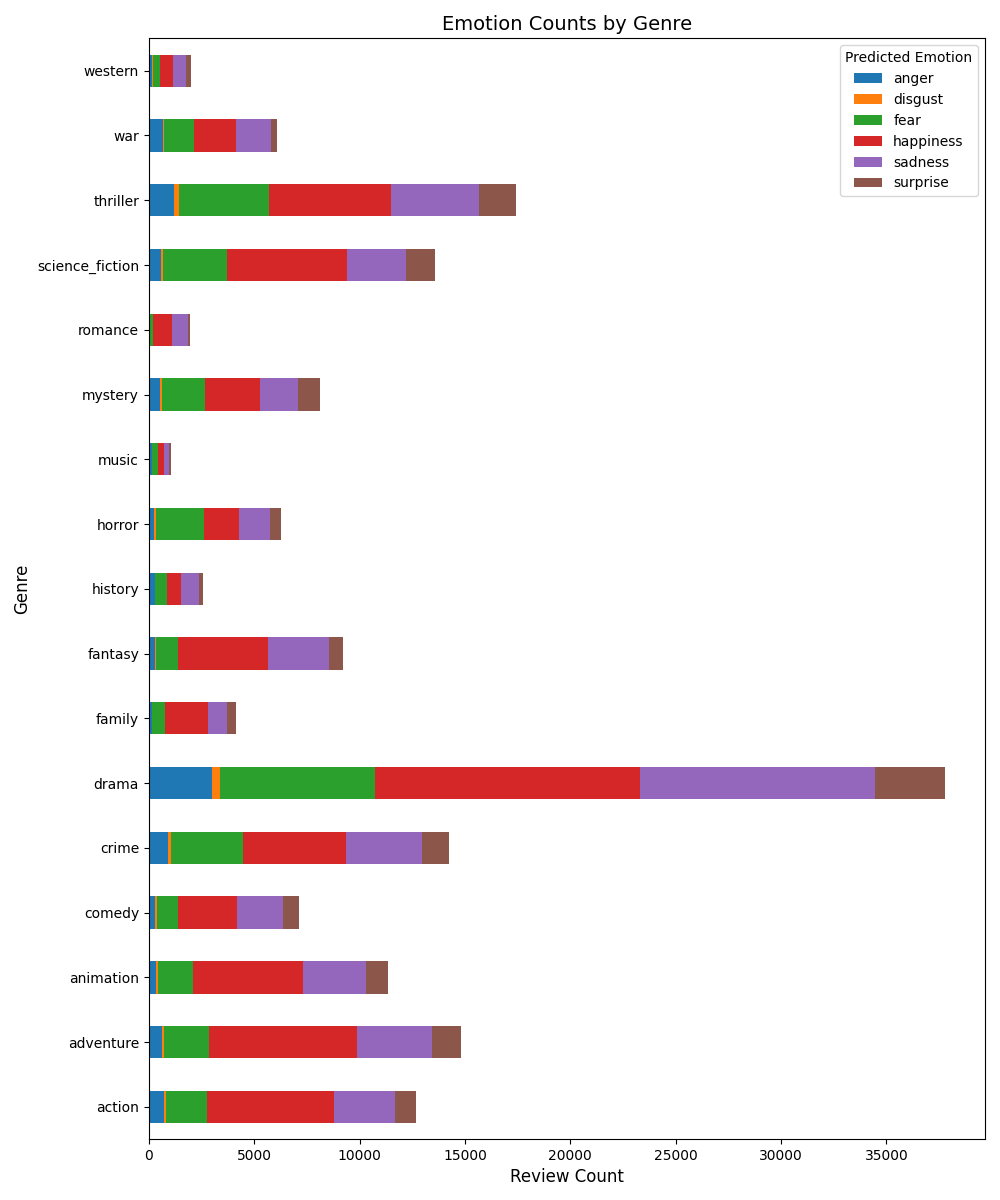 Emotion Counts by Genre
Predicted Emotion
anger
disgust
fear
happiness
sadness
surprise
western
war
thriller
science_fiction
romance
mystery
music
horror
history
fantasy
family
drama
crime
comedy
animation
adventure
action
Genre
0 5000 10000 15000 20000 25000 30000 35000
Review Count